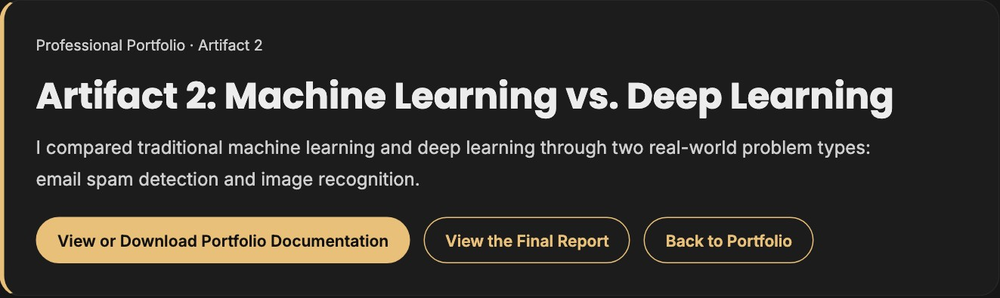 Professional Portfolio · Artifact 2
Artifact 2: Machine Learning vs. Deep Learning
I compared traditional machine learning and deep learning through two real-world problem types:
email spam detection and image recognition.
View or Download Portfolio Documentation
View the Final Report
Back to Portfolio